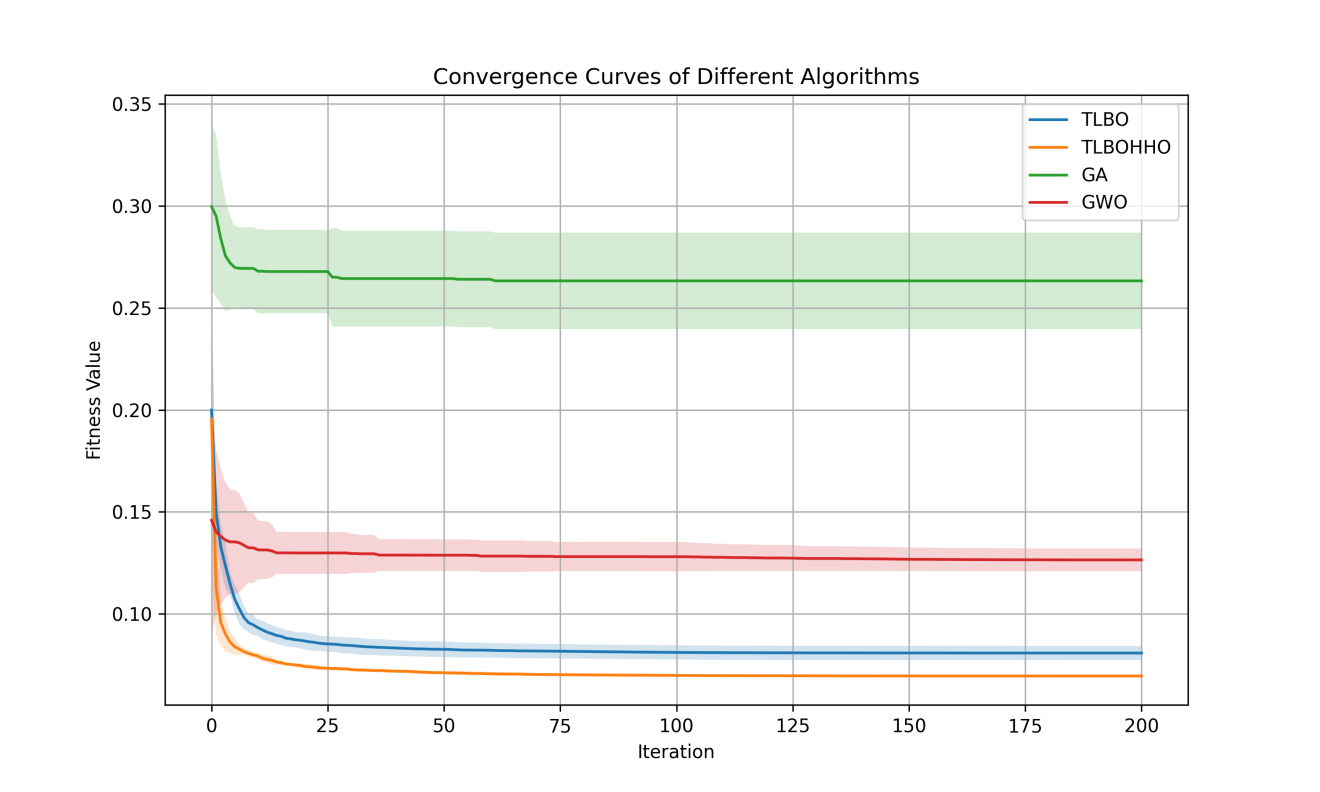 Convergence Curves of Different Algorithms
0.35
0.30
0.25
0.20
0.15
0.10
Fitness Value
TLBO
TLBOHHO
GA
GWO
0 25 50 75 100 125 150 175 200
Iteration